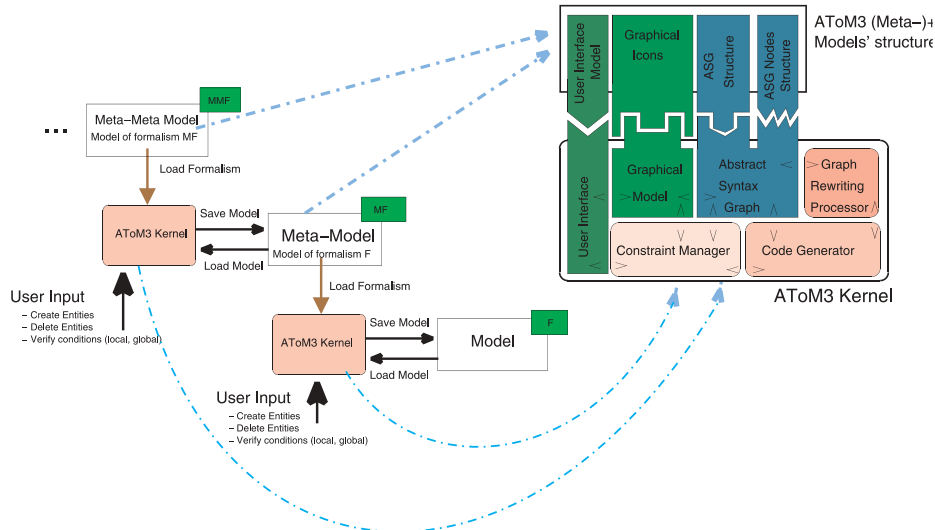 AToM3 (Meta-)+
Models' structure
User Interface
Model
Graphical
Icons
ASG
Structure
ASG Nodes
Structure
MMF
...
Meta-Meta Model
Model of formalism MF
Load Formalism
User Interface
Graphical
Model
Abstract
Syntax
Graph
Graph
Rewriting
Processor
Constraint Manager
Code Generator
AToM3 Kernel
AToM3 Kernel
Save Model
Load Model
MF
Meta-Model
Model of formalism F
Load Formalism
User Input
- Create Entities
- Delete Entities
- Verify conditions (local, global)
AToM3 Kernel
Save Model
Load Model
F
Model
User Input
- Create Entities
- Delete Entities
- Verify conditions (local, global)